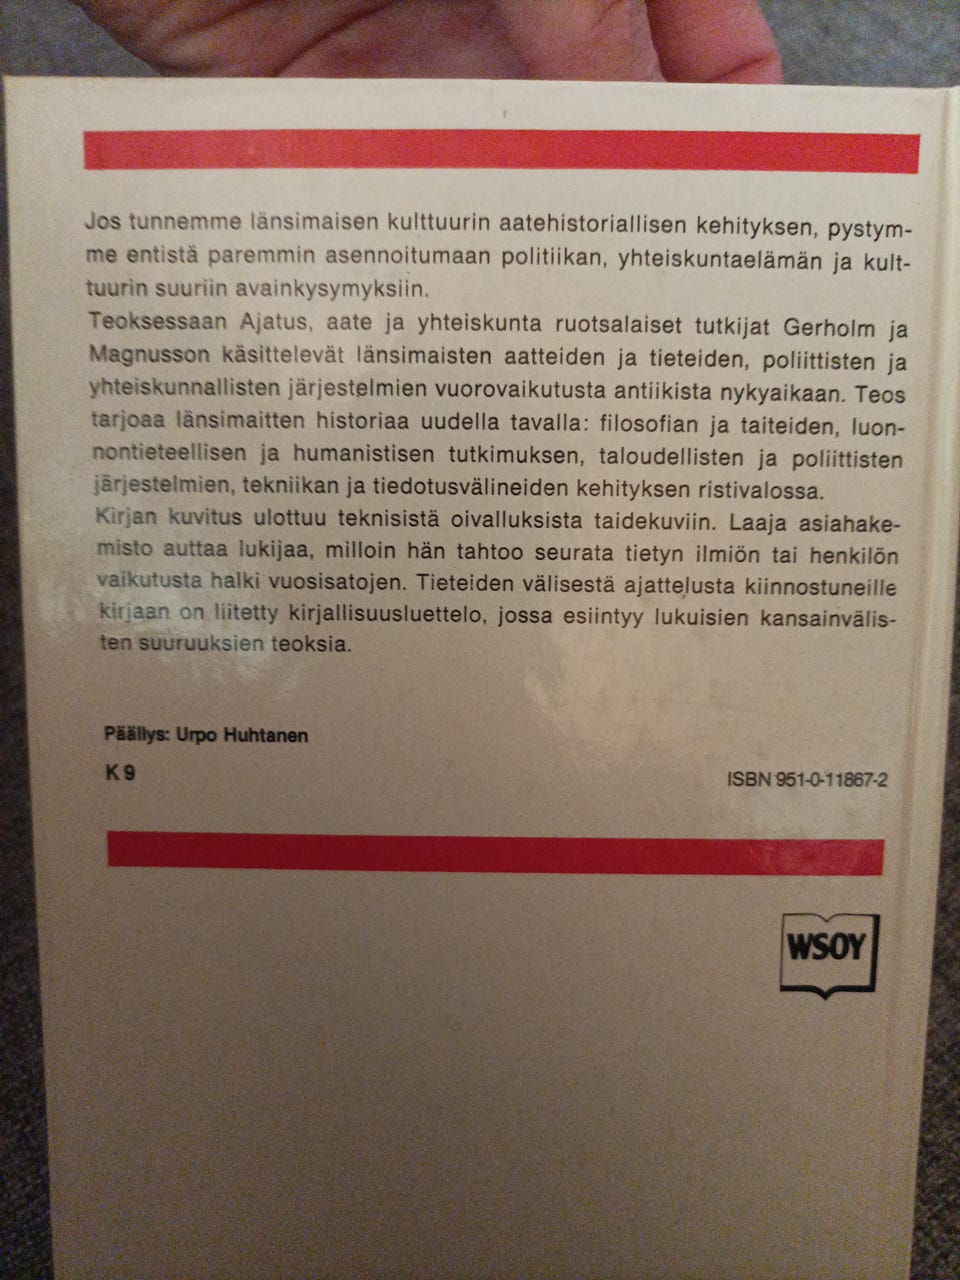 Jos tunnemme länsimaisen kulttuurin aatehistoriallisen kehityksen, pystym-
me entistä paremmin asennoitumaan politiikan, yhteiskuntaelämän ja kult-
tuurin suuriin avainkysymyksiin.
Teoksessaan Ajatus, aate ja yhteiskunta ruotsalaiset tutkijat Gerholm ja
Magnusson käsittelevät länsimaisten aatteiden ja tieteiden, poliittisten ja
yhteiskunnallisten järjestelmien vuorovaikutusta antiikista nykyaikaan. Teos
tarjoaa länsimaitten historiaa uudella tavalla: filosofian ja taiteiden, luon-
nontieteellisen ja humanistisen tutkimuksen, taloudellisten ja poliittisten
järjestelmien, tekniikan ja tiedotusvälineiden kehityksen ristivalossa.
Kirjan kuvitus ulottuu teknisistä oivalluksista taidekuviin. Laaja asiahake-
misto auttaa lukijaa, milloin hän tahtoo seurata tietyn ilmiön tai henkilön
vaikutusta halki vuosisatojen. Tieteiden välisestä ajattelusta kiinnostuneille
kirjaan on liitetty kirjallisuusluettelo, jossa esiintyy lukuisien kansainvälis-
ten suuruuksien teoksia.
Päällys: Urpo Huhtanen
K 9
ISBN 951-0-11867-2
WSOY